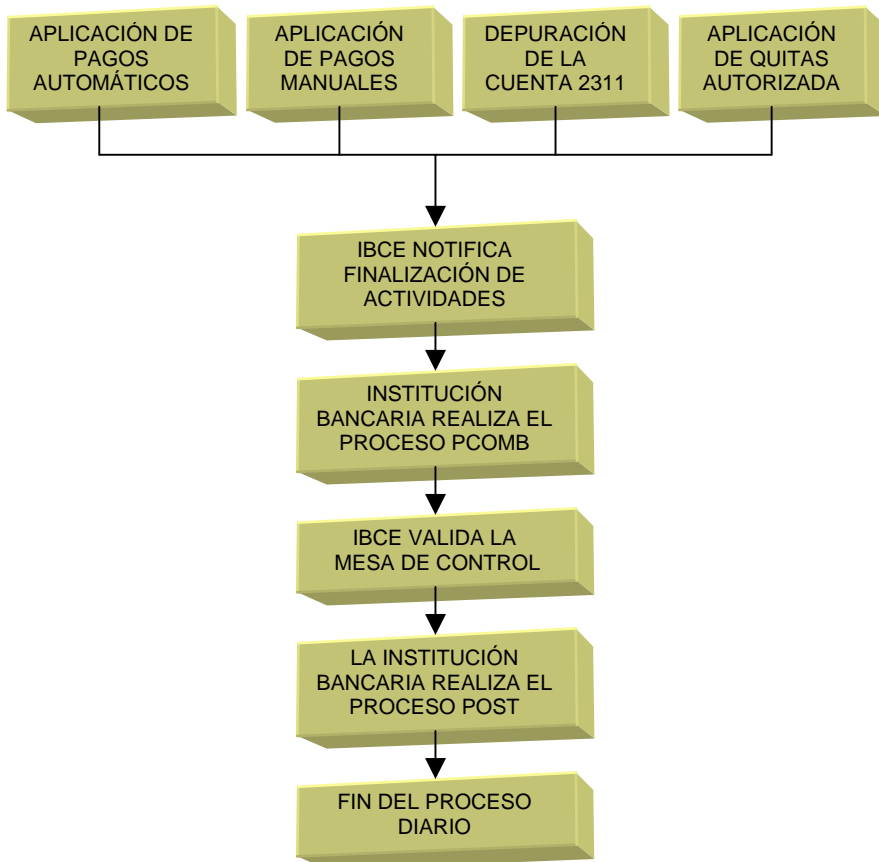 APLICACIÓN DE
PAGOS
AUTOMÁTICOS
APLICACIÓN
DE PAGOS
MANUALES
DEPURACIÓN
DE LA
CUENTA 2311
APLICACIÓN
DE QUITAS
AUTORIZADA
IBCE NOTIFICA
FINALIZACIÓN DE
ACTIVIDADES
INSTITUCIÓN
BANCARIA REALIZA EL
PROCESO PCOMB
IBCE VALIDA LA
MESA DE CONTROL
LA INSTITUCIÓN
BANCARIA REALIZA EL
PROCESO POST
FIN DEL PROCESO
DIARIO